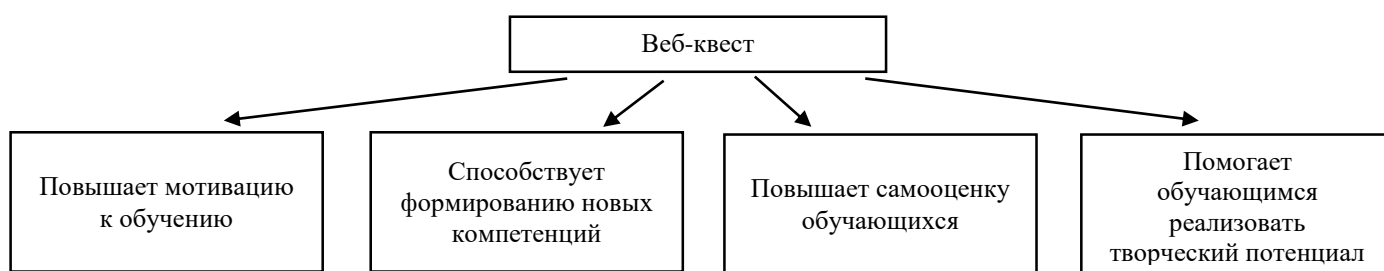 Веб-квест
Повышает мотивацию
к обучению
Способствует
формированию новых
компетенций
Повышает самооценку
обучающихся
Помогает
обучающимся
реализовать
творческий потенциал